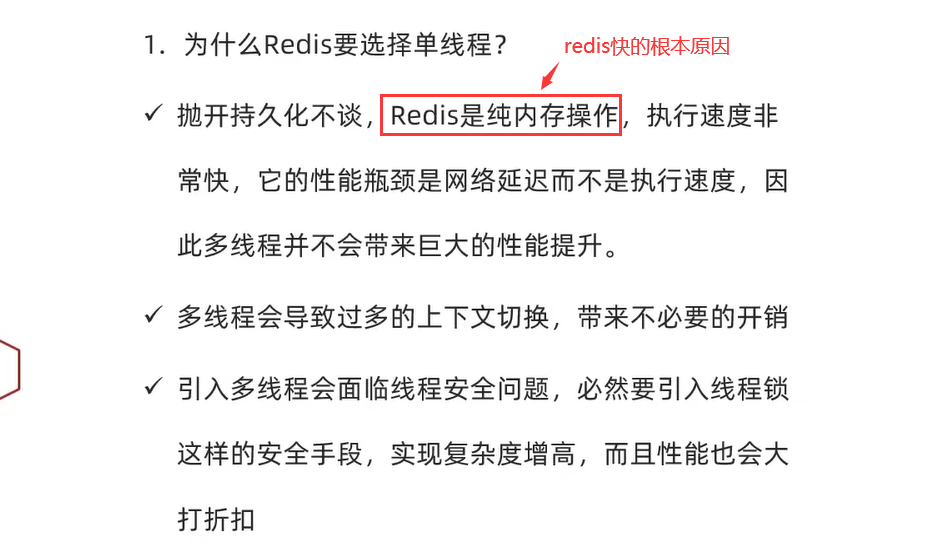 1. 为什么Redis要选择单线程？
redis快的根本原因
✓ 抛开持久化不谈，Redis是纯内存操作，执行速度非
常快，它的性能瓶颈是网络延迟而不是执行速度，因
此多线程并不会带来巨大的性能提升。
✓ 多线程会导致过多的上下文切换，带来不必要的开销
✓ 引入多线程会面临线程安全问题，必然要引入线程锁
这样的安全手段，实现复杂度增高，而且性能也会大
打折扣